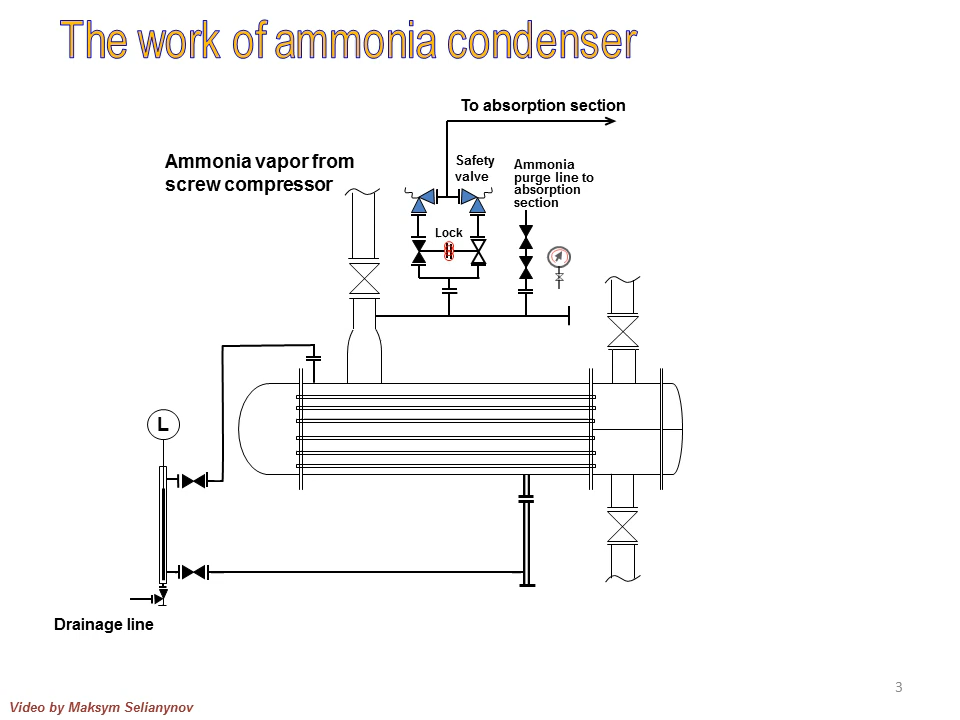 The work of ammonia condenser
To absorption section
Ammonia vapor from
screw compressor
Safety
valve
Ammonia
purge line to
absorption
section
Lock
L
Drainage line
3
Video by Maksym Selianynov